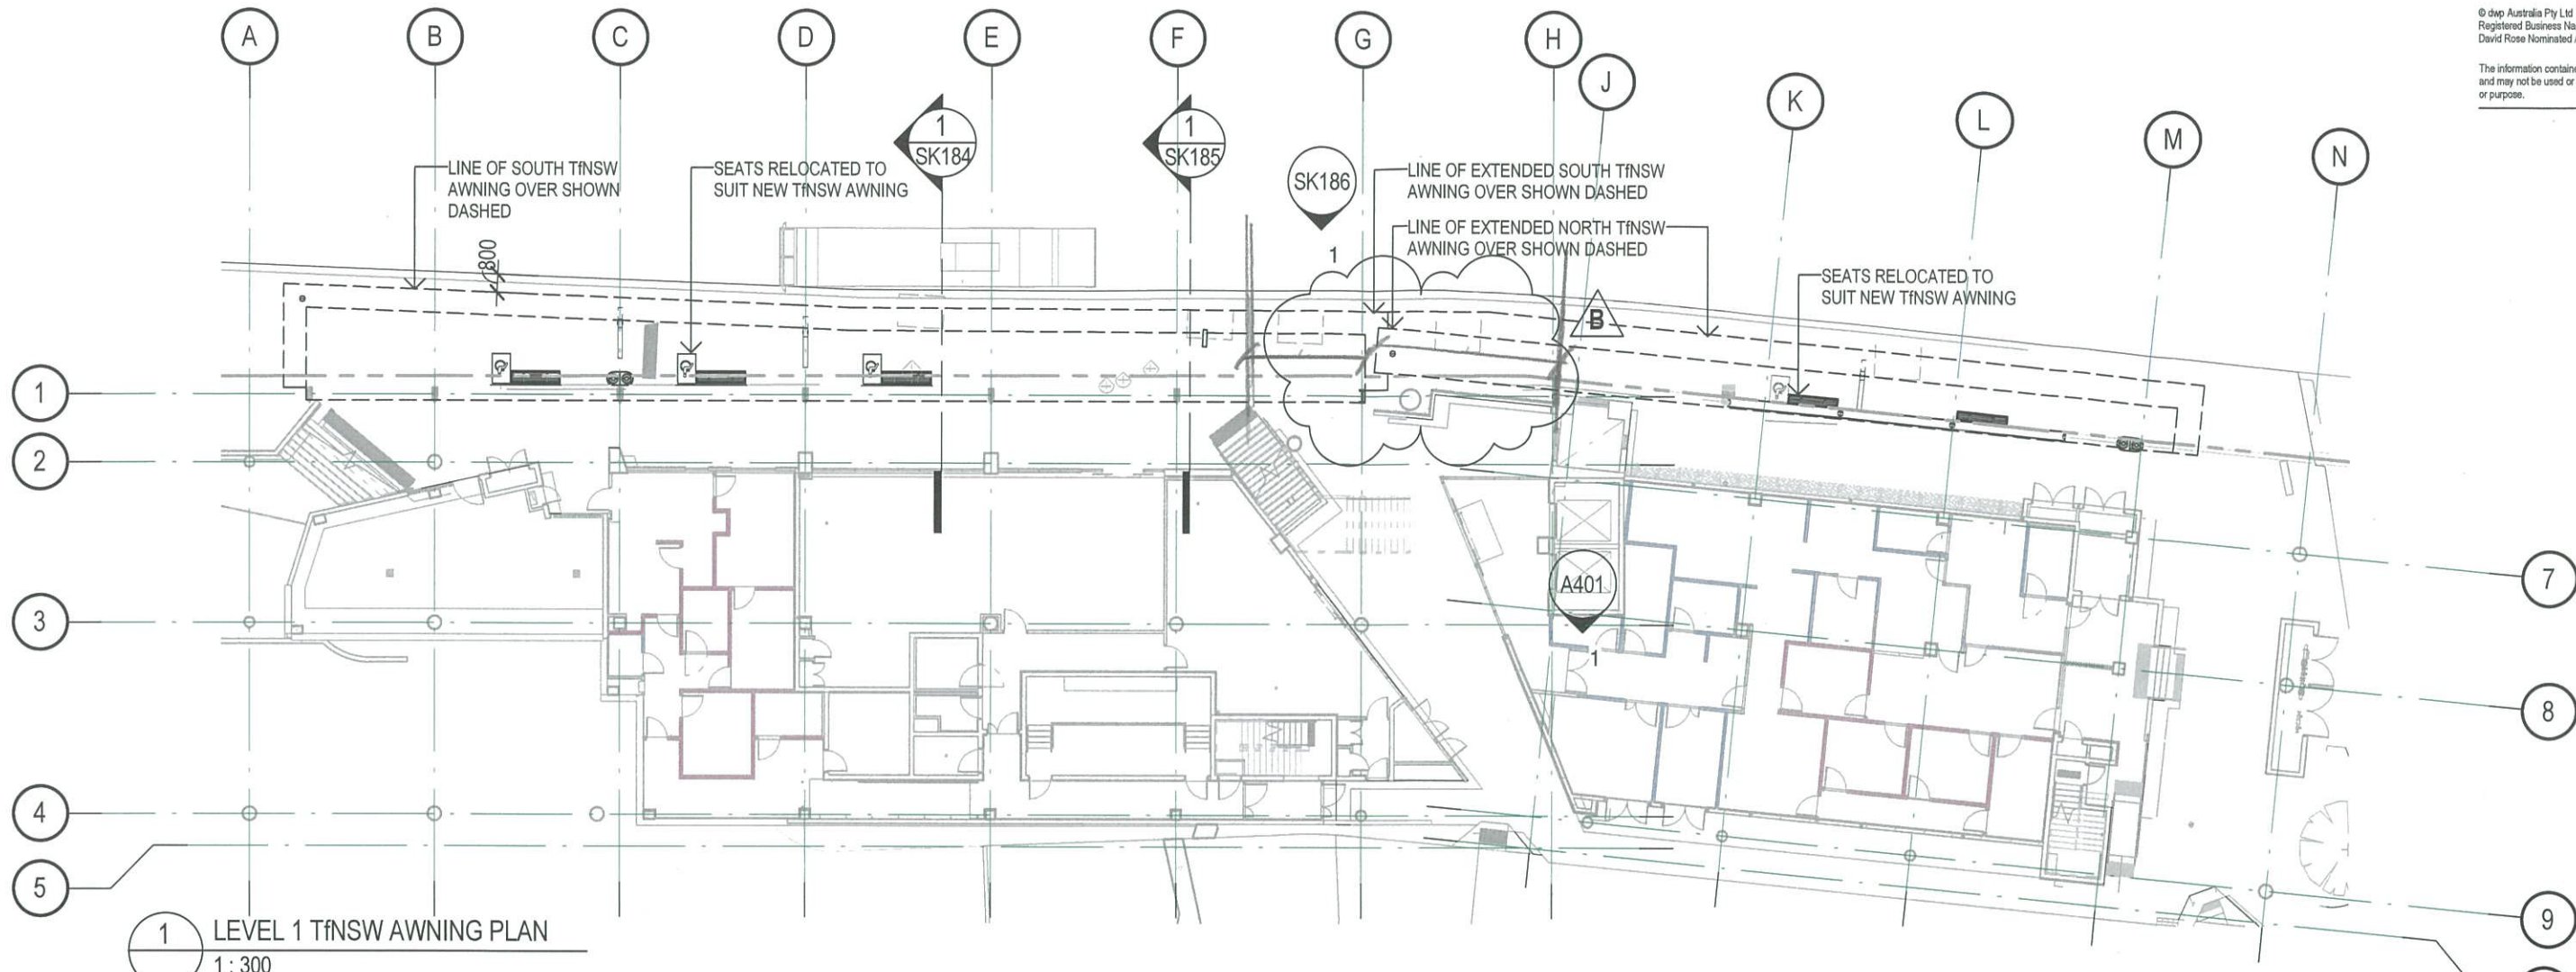 © dwp Australia Pty Ltd
Registered Business Na
David Rose Nominated
The information contain
and may not be used or
or purpose.
A
B
C
D
E
F
G
H
J
K
L
M
N
1
SK184
1
SK185
SK186
1
LINE OF SOUTH TfNSW
AWNING OVER SHOWN
DASHED
SEATS RELOCATED TO
SUIT NEW TfNSW AWNING
LINE OF EXTENDED SOUTH TfNSW
AWNING OVER SHOWN DASHED
LINE OF EXTENDED NORTH TfNSW
AWNING OVER SHOWN DASHED
SEATS RELOCATED TO
SUIT NEW TfNSW AWNING
800
B
1
2
3
4
5
A401
1
7
8
9
1
LEVEL 1 TfNSW AWNING PLAN
1 : 300